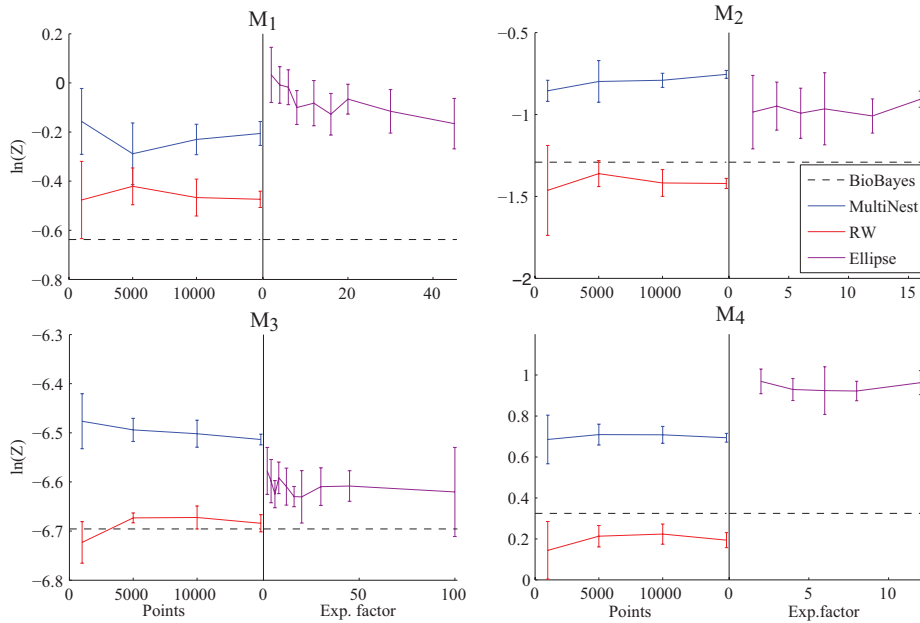 M1
ln(Z)
0.2
0
−0.2
−0.4
−0.6
−0.8
0 5000 10000 0 20 40
M2
−0.5
−1
−1.5
−2
0 5000 10000 0 5 10 15
BioBayes
MultiNest
RW
Ellipse
M3
ln(Z)
−6.3
−6.4
−6.5
−6.6
−6.7
−6.8
0 5000 10000 0 50 100
Points Exp. factor
M4
1
0.8
0.6
0.4
0.2
0
0 5000 10000 0 5 10
Points Exp.factor